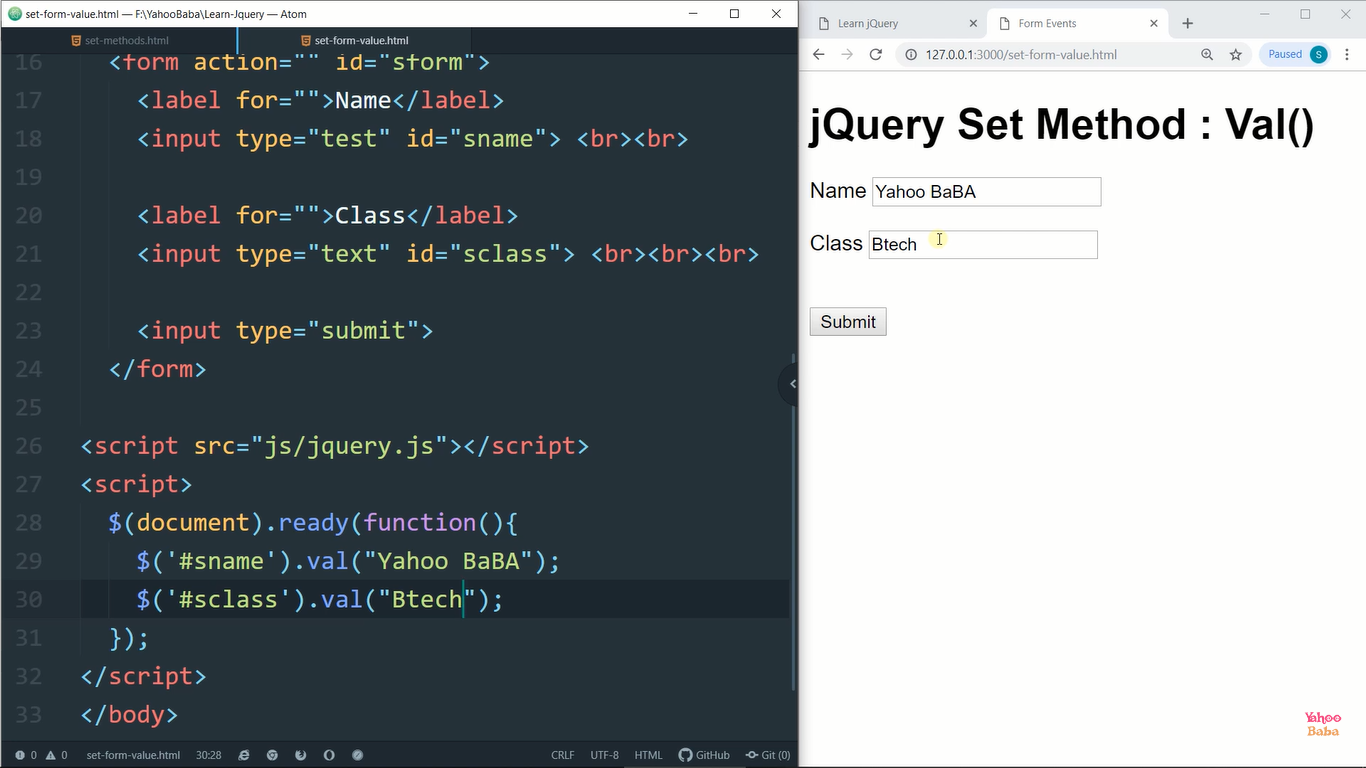 set-form-value.html — F:\YahooBaba\Learn-Jquery — Atom
set-methods.html
set-form-value.html
16 <form action="" id="sform">
17 <label for="">Name</label>
18 <input type="test" id="sname"> <br><br>
19
20 <label for="">Class</label>
21 <input type="text" id="sclass"> <br><br><br>
22
23 <input type="submit">
24 </form>
25
26 <script src="js/jquery.js"></script>
27 <script>
28 $(document).ready(function(){
29 $('#sname').val("Yahoo BaBA");
30 $('#sclass').val("Btech");
31 });
32 </script>
33 </body>
0 0 set-form-value.html 30:28 CRLF UTF-8 HTML GitHub Git (0)
Learn jQuery
Form Events
127.0.0.1:3000/set-form-value.html
Paused S
jQuery Set Method : Val()
Name Yahoo BaBA
Class Btech
Submit
Yahoo
Baba